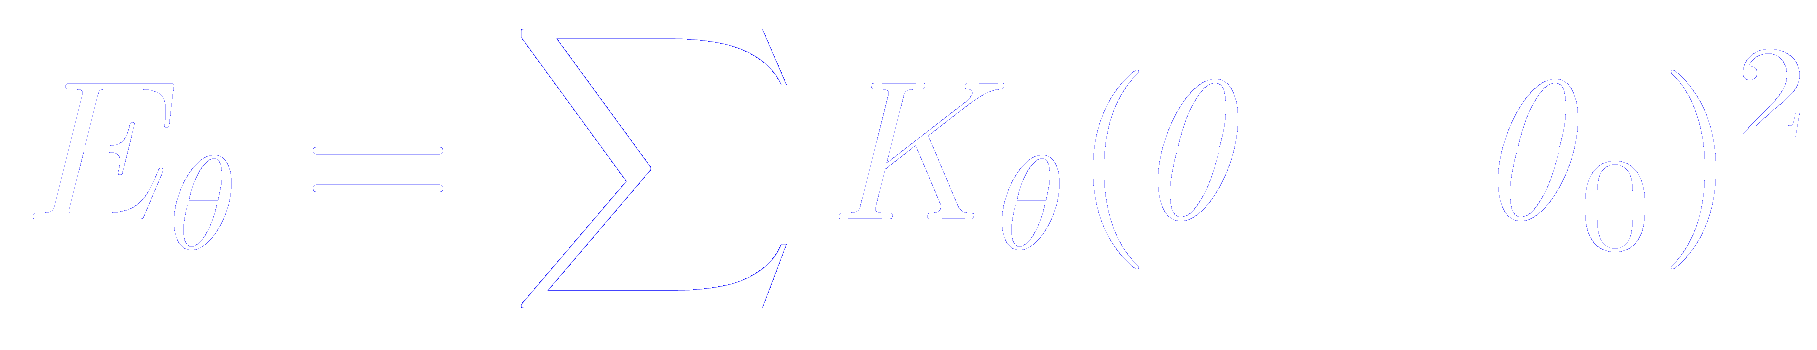 E_θ = ∑ K_θ(θ  θ_0)^2